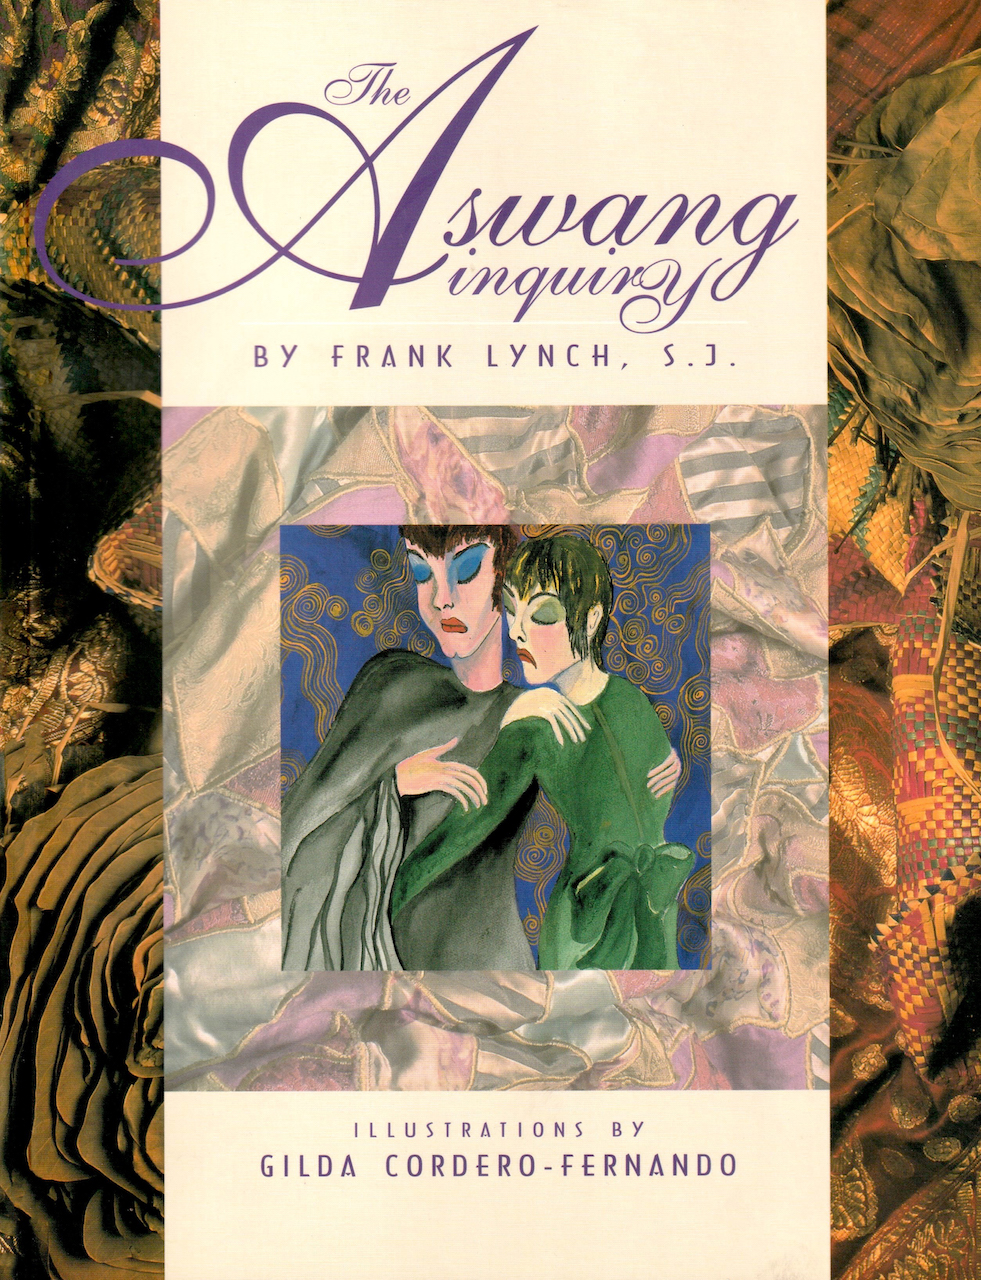 The Aswang
inquirY
BY FRANK LYNCH, S.J.
ILLUSTRATIONS BY
GILDA CORDERO-FERNANDO